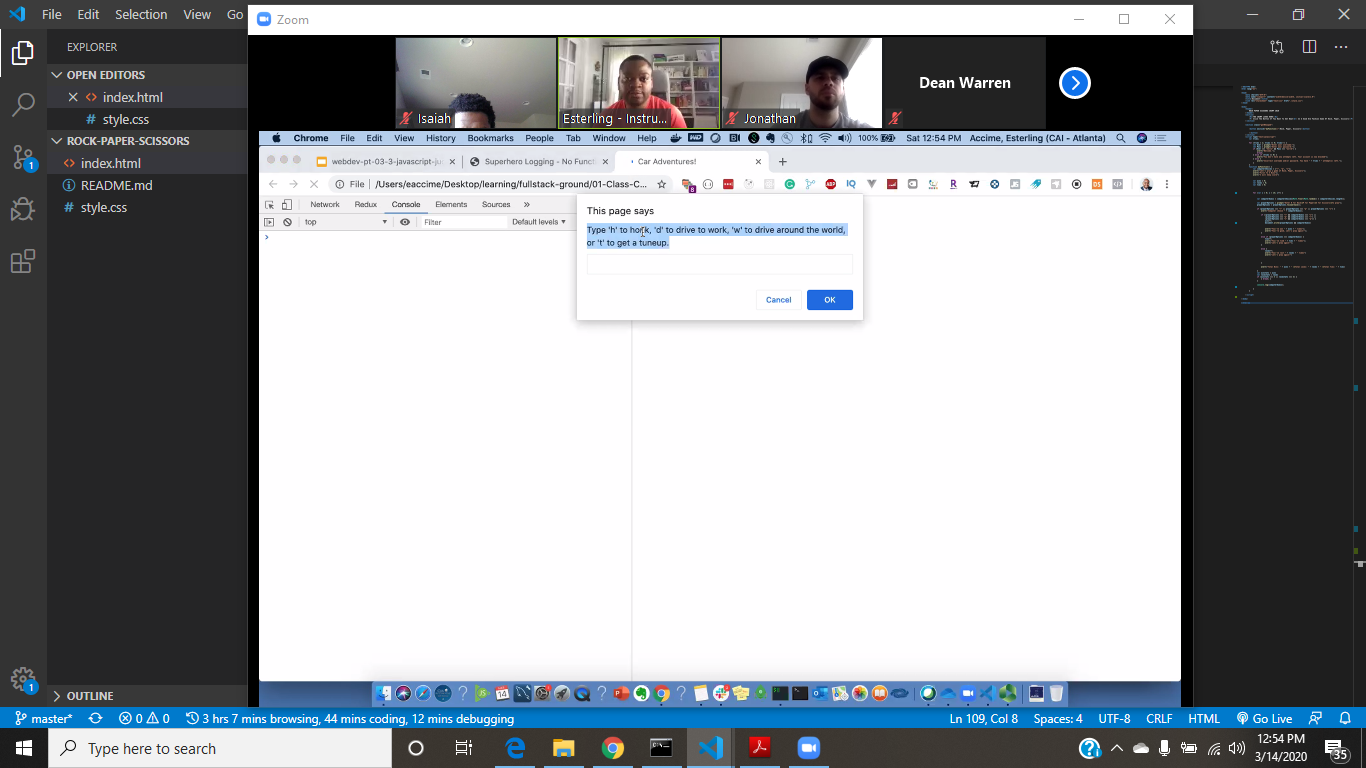 File Edit Selection View Go
Zoom
EXPLORER
OPEN EDITORS
index.html
style.css
ROCK-PAPER-SCISSORS
index.html
README.md
style.css
OUTLINE
Isaiah
Esterling - Instru...
Jonathan
Dean Warren
Chrome File Edit View History Bookmarks People Tab Window Help
100%
Sat 12:54 PM Accime, Esterling (CAI - Atlanta)
webdev-pt-03-3-javascript-ju
Superhero Logging - No Funct
Car Adventures!
File | /Users/eaccime/Desktop/learning/fullstack-ground/01-Class-C...
Network Redux Console Elements Sources
top
Filter
Default levels
This page says
Type 'h' to honk, 'd' to drive to work, 'w' to drive around the world,
or 't' to get a tuneup.
Cancel
OK
master*
0 0
3 hrs 7 mins browsing, 44 mins coding, 12 mins debugging
Ln 109, Col 8
Spaces: 4
UTF-8
CRLF
HTML
Go Live
Type here to search
12:54 PM
3/14/2020
35